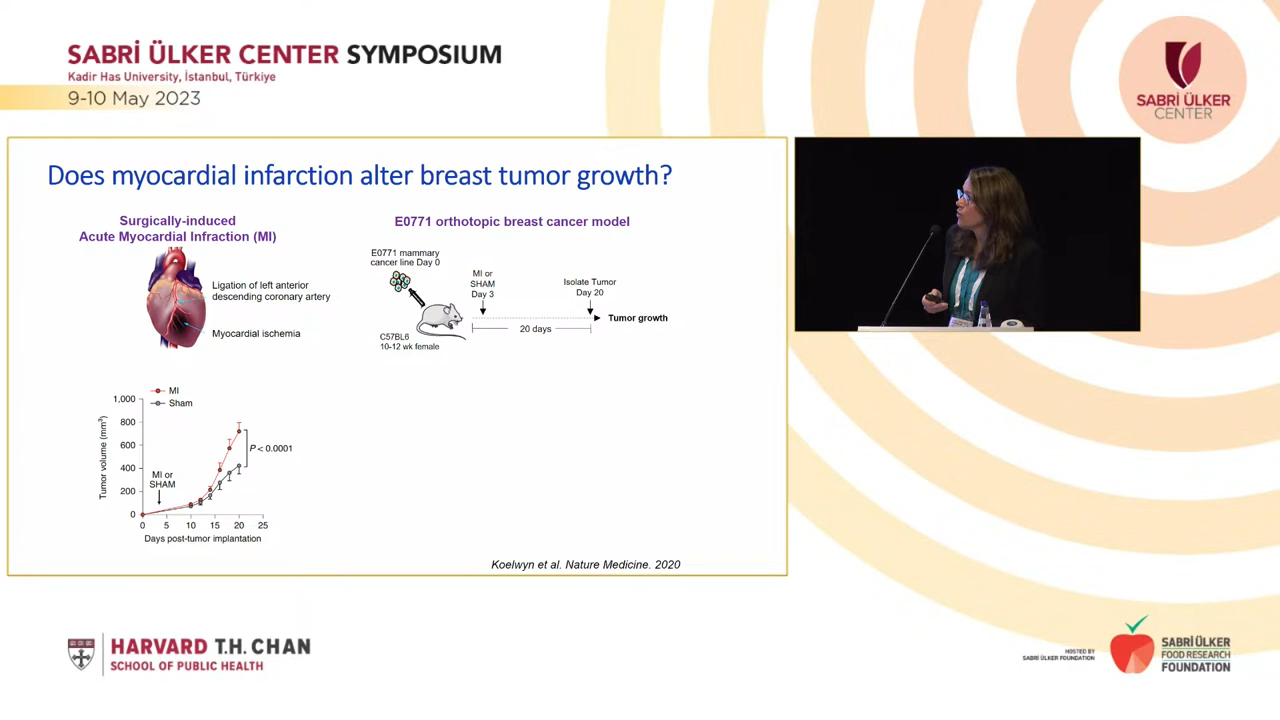 SABRİ ÜLKER CENTER SYMPOSIUM
Kadir Has University, İstanbul, Türkiye
9-10 May 2023
SABRİ ÜLKER
CENTER
Does myocardial infarction alter breast tumor growth?
Surgically-induced
Acute Myocardial Infraction (MI)
Ligation of left anterior
descending coronary artery
Myocardial ischemia
E0771 orthotopic breast cancer model
E0771 mammary
cancer line Day 0
C57BL6
10-12 wk female
MI or
SHAM
Day 3
Isolate Tumor
Day 20
20 days
Tumor growth
MI
Sham
Tumor volume (mm³)
1,000
800
600
400
200
0
MI or
SHAM
P < 0.0001
0 5 10 15 20 25
Days post-tumor implantation
Koelwyn et al. Nature Medicine. 2020
HARVARD T.H. CHAN
SCHOOL OF PUBLIC HEALTH
HOSTED BY
SABRİ ÜLKER FOUNDATION
SABRİ ÜLKER
FOOD RESEARCH
FOUNDATION